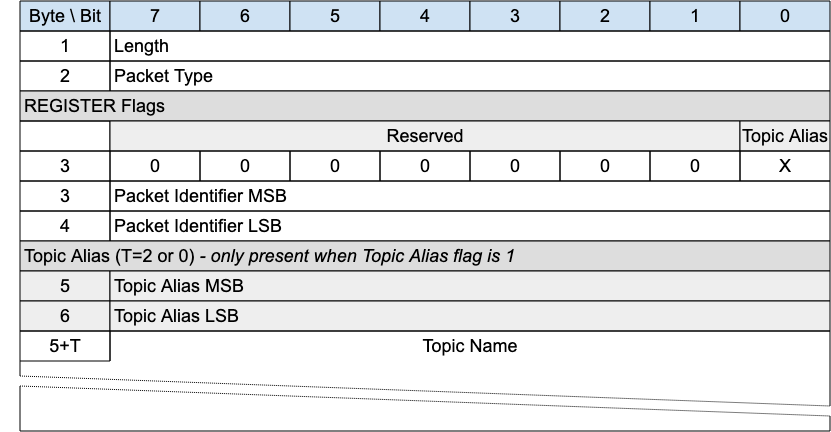 Byte \ Bit 7 6 5 4 3 2 1 0
1 Length
2 Packet Type
REGISTER Flags
Reserved Topic Alias
3 0 0 0 0 0 0 0 X
3 Packet Identifier MSB
4 Packet Identifier LSB
Topic Alias (T=2 or 0) - only present when Topic Alias flag is 1
5 Topic Alias MSB
6 Topic Alias LSB
5+T Topic Name